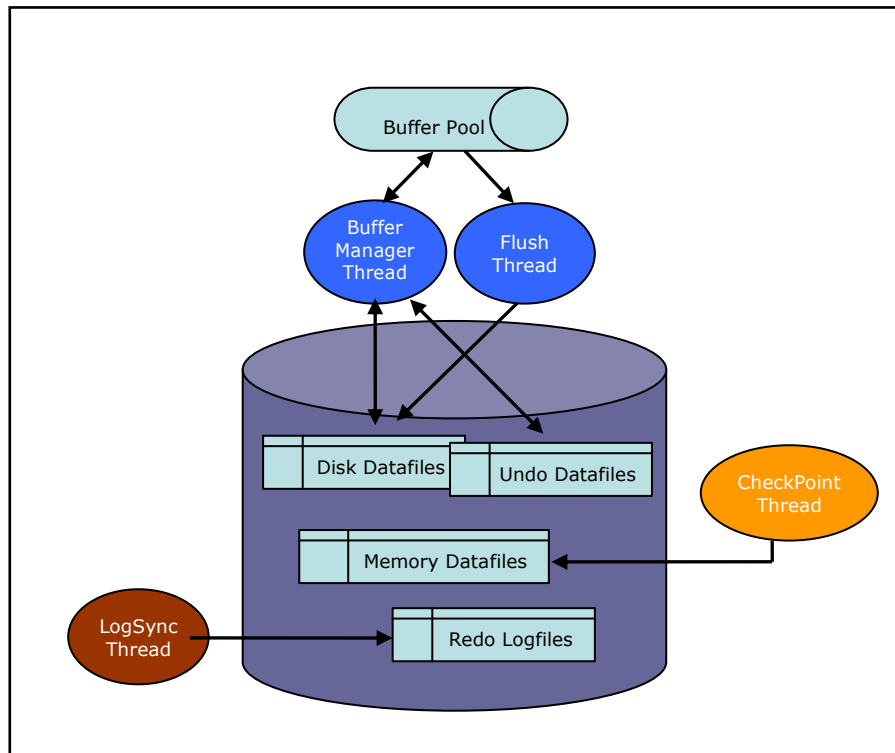 Buffer Pool
Buffer
Manager
Thread
Flush
Thread
Disk Datafiles
Undo Datafiles
CheckPoint
Thread
Memory Datafiles
LogSync
Thread
Redo Logfiles